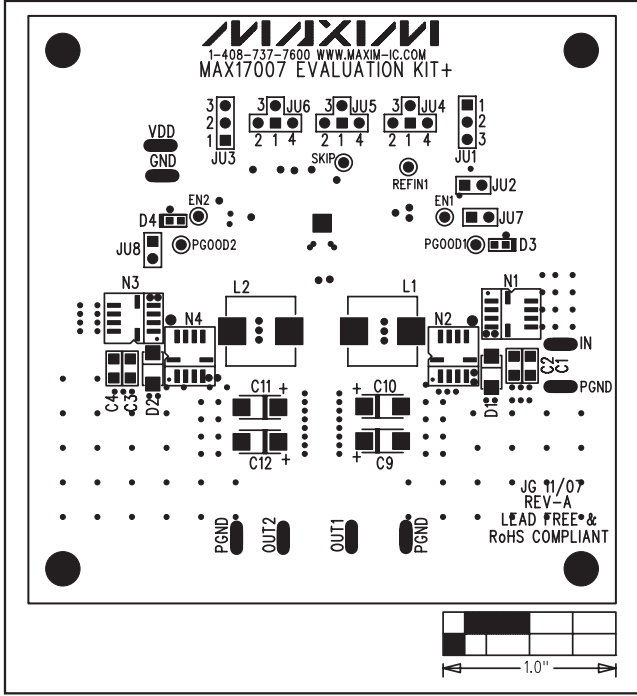 MAXIM
1-408-737-7600 WWW.MAXIM-IC.COM
MAX17007 EVALUATION KIT+
3
2
1
JU3
3
JU6
2 1 4
3
JU5
2 1 4
3
JU4
2 1 4
1
2
3
JU1
VDD
GND
SKIP
REFIN1
JU2
EN2
EN1
JU7
D4
PGOOD2
PGOOD1
D3
JU8
N3
L2
L1
N1
N4
N2
IN
C4
C3
D2
D1
C2
C1
PGND
C11
+
C10
+
C12
+
C9
+
JG 11/07
REV-A
LEAD FREE &
RoHS COMPLIANT
PGND
OUT2
OUT1
PGND
1.0"